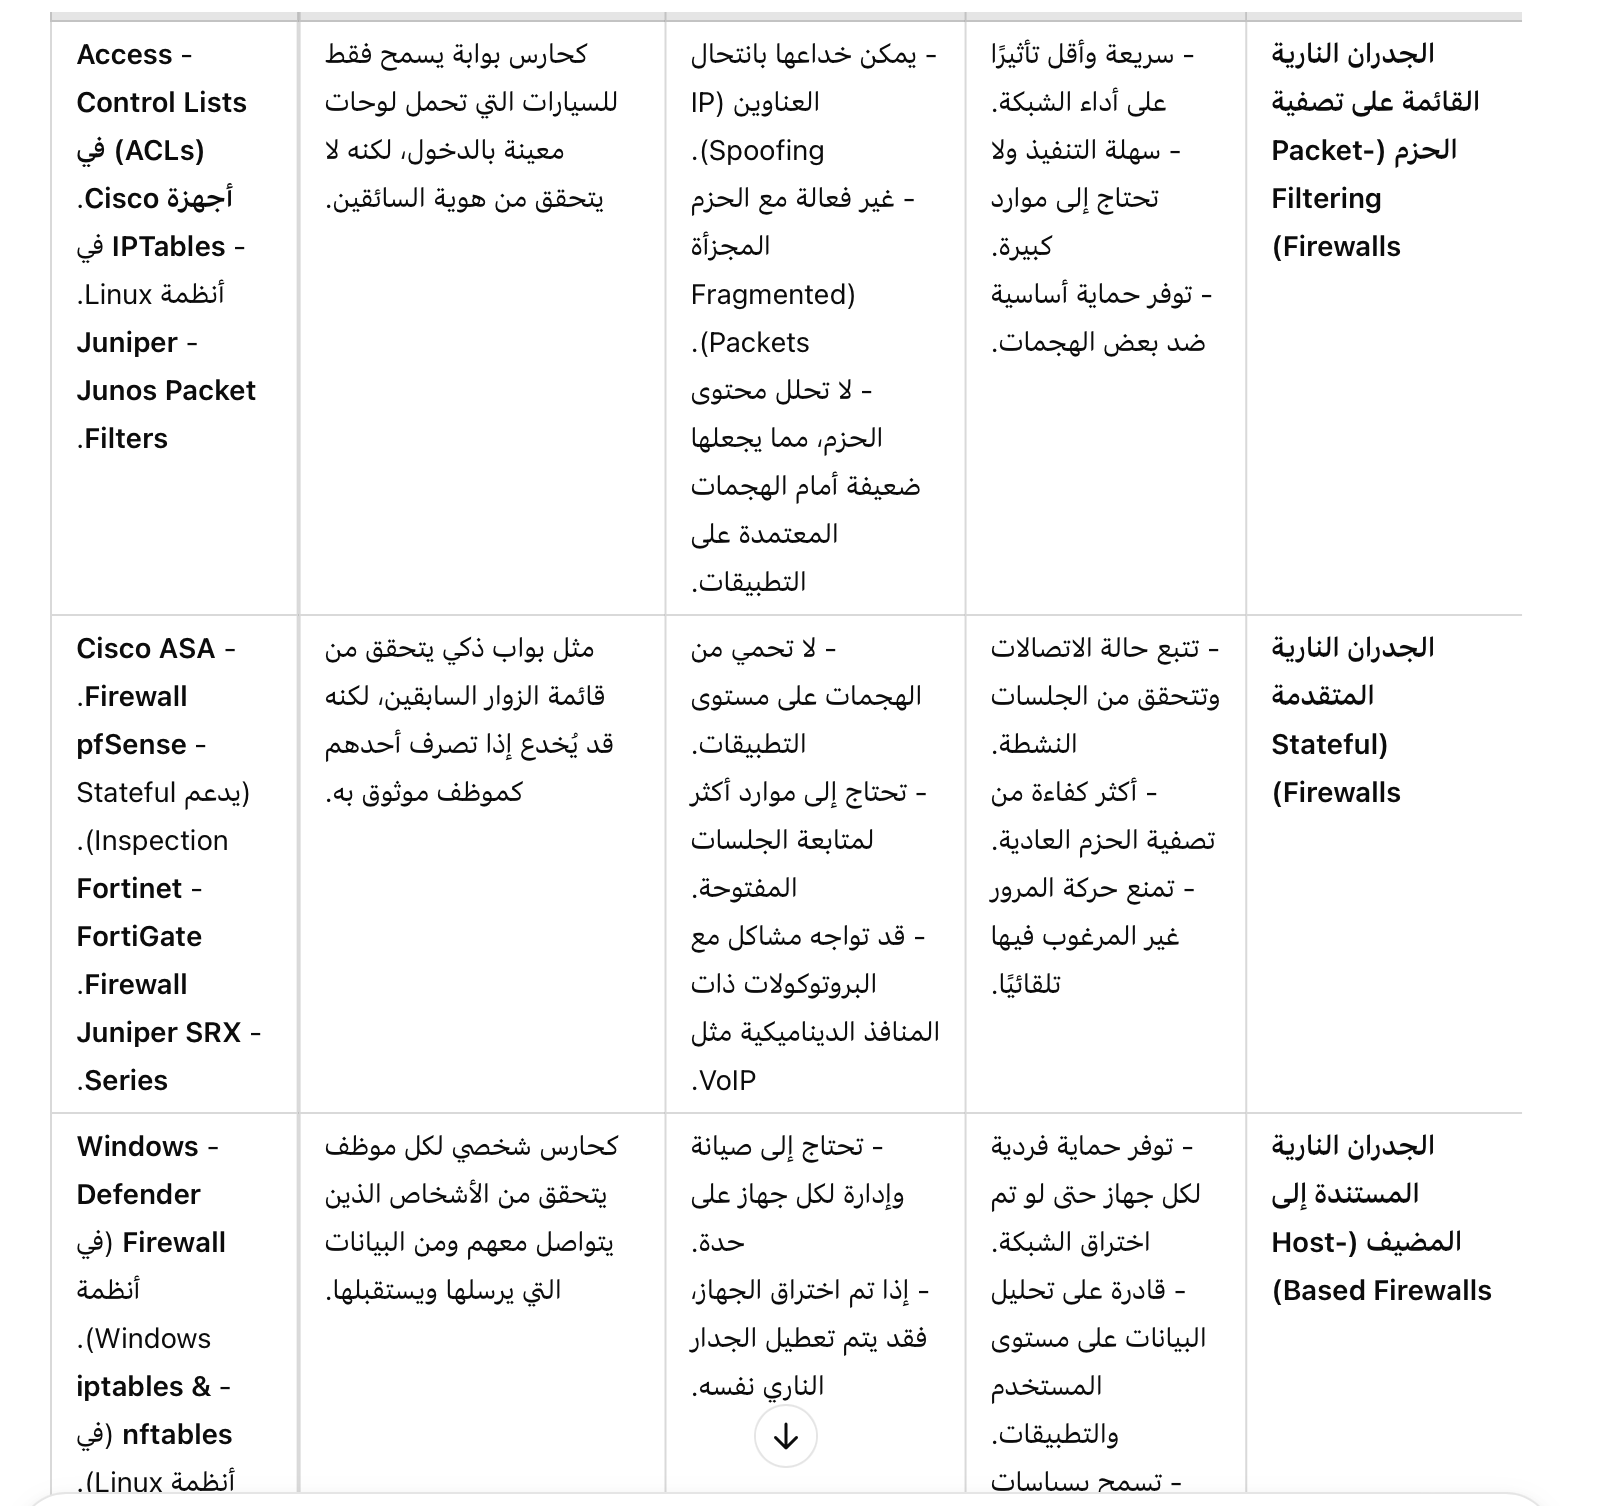 الجدران النارية
القائمة على تصفية
الحزم (Packet-
Filtering
Firewalls)
- سريعة وأقل تأثيرًا
على أداء الشبكة.
- سهلة التنفيذ ولا
تحتاج إلى موارد
كبيرة.
- توفر حماية أساسية
ضد بعض الهجمات.
- يمكن خداعها بانتحال
العناوين (IP
Spoofing).
- غير فعالة مع الحزم
المجزأة
(Fragmented
Packets).
- لا تحلل محتوى
الحزم، مما يجعلها
ضعيفة أمام الهجمات
المعتمدة على
التطبيقات.
كحارس بوابة يسمح فقط
للسيارات التي تحمل لوحات
معينة بالدخول، لكنه لا
يتحقق من هوية السائقين.
- Access
Control Lists
(ACLs) في
أجهزة Cisco.
- IPTables في
أنظمة Linux.
- Juniper
Junos Packet
Filters.
الجدران النارية
المتقدمة
(Stateful
Firewalls)
- تتبع حالة الاتصالات
وتتحقق من الجلسات
النشطة.
- أكثر كفاءة من
تصفية الحزم العادية.
- تمنع حركة المرور
غير المرغوب فيها
تلقائيًا.
- لا تحمي من
الهجمات على مستوى
التطبيقات.
- تحتاج إلى موارد أكثر
لمتابعة الجلسات
المفتوحة.
- قد تواجه مشاكل مع
البروتوكولات ذات
المنافذ الديناميكية مثل
VoIP.
مثل بواب ذكي يتحقق من
قائمة الزوار السابقين، لكنه
قد يُخدع إذا تصرف أحدهم
كموظف موثوق به.
- Cisco ASA
Firewall.
- pfSense
(يدعم Stateful
Inspection).
- Fortinet
FortiGate
Firewall.
- Juniper SRX
Series.
الجدران النارية
المستندة إلى
المضيف (Host-
Based Firewalls)
- توفر حماية فردية
لكل جهاز حتى لو تم
اختراق الشبكة.
- قادرة على تحليل
البيانات على مستوى
المستخدم
والتطبيقات.
- تسمح بسياسات
- تحتاج إلى صيانة
وإدارة لكل جهاز على
حدة.
- إذا تم اختراق الجهاز،
فقد يتم تعطيل الجدار
الناري نفسه.
كحارس شخصي لكل موظف
يتحقق من الأشخاص الذين
يتواصل معهم ومن البيانات
التي يرسلها ويستقبلها.
- Windows
Defender
Firewall (في
أنظمة
Windows).
- iptables &
nftables (في
أنظمة Linux).